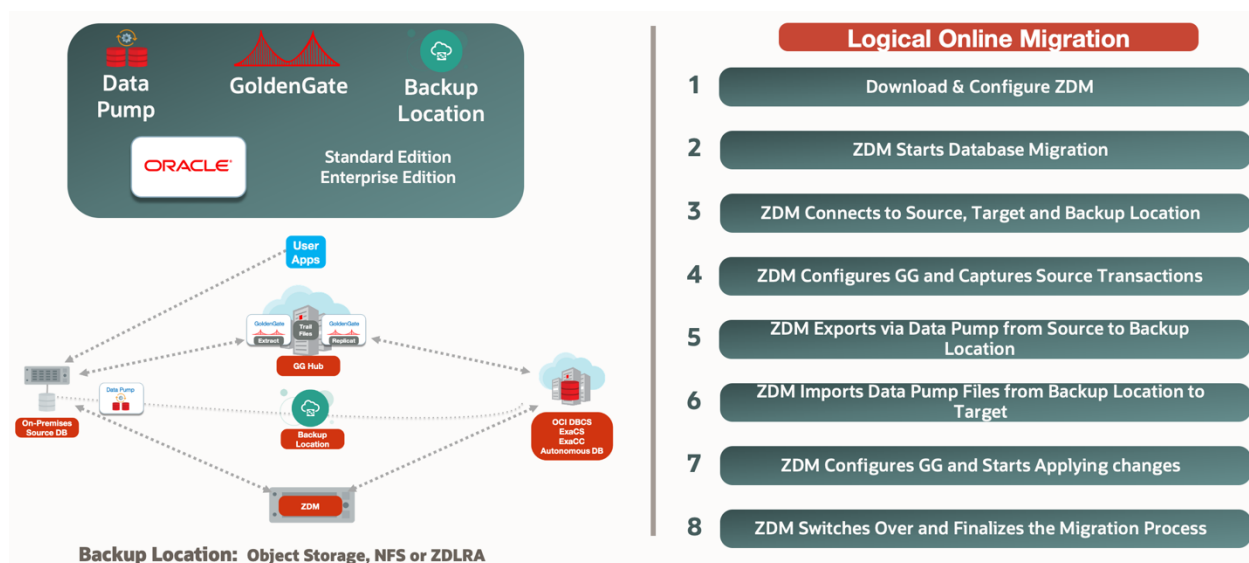 Data
Pump
GoldenGate
Backup
Location
ORACLE
Standard Edition
Enterprise Edition
User
Apps
GoldenGate
Extract
Trail
Files
GoldenGate
Replicat
GG Hub
Data Pump
On-Premises
Source DB
Backup
Location
OCI DBCS
ExaCS
ExaCC
Autonomous DB
ZDM
Backup Location: Object Storage, NFS or ZDLRA
Logical Online Migration
1 Download & Configure ZDM
2 ZDM Starts Database Migration
3 ZDM Connects to Source, Target and Backup Location
4 ZDM Configures GG and Captures Source Transactions
5 ZDM Exports via Data Pump from Source to Backup
Location
6 ZDM Imports Data Pump Files from Backup Location to
Target
7 ZDM Configures GG and Starts Applying changes
8 ZDM Switches Over and Finalizes the Migration Process